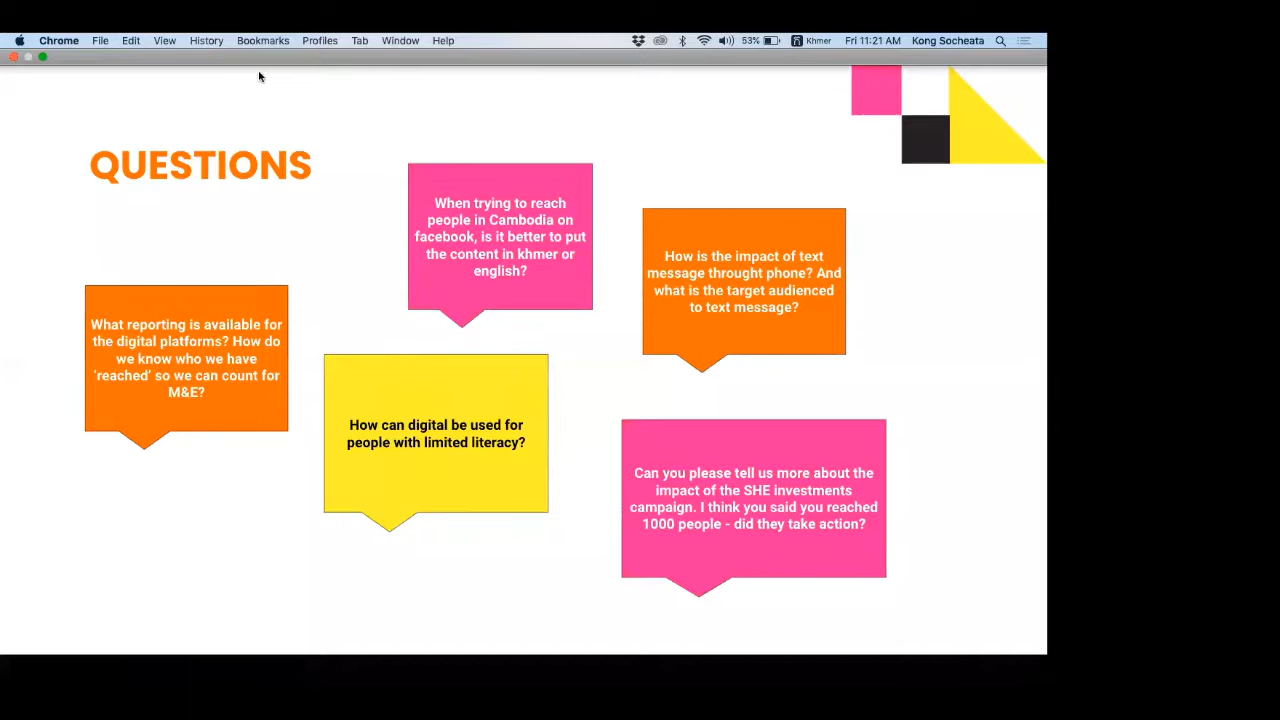 Chrome File Edit View History Bookmarks Profiles Tab Window Help 53% Khmer Fri 11:21 AM Kong Socheata
QUESTIONS
When trying to reach
people in Cambodia on
facebook, is it better to put
the content in khmer or
english?
How is the impact of text
message throught phone? And
what is the target audienced
to text message?
What reporting is available for
the digital platforms? How do
we know who we have
‘reached’ so we can count for
M&E?
How can digital be used for
people with limited literacy?
Can you please tell us more about the
impact of the SHE investments
campaign. I think you said you reached
1000 people - did they take action?